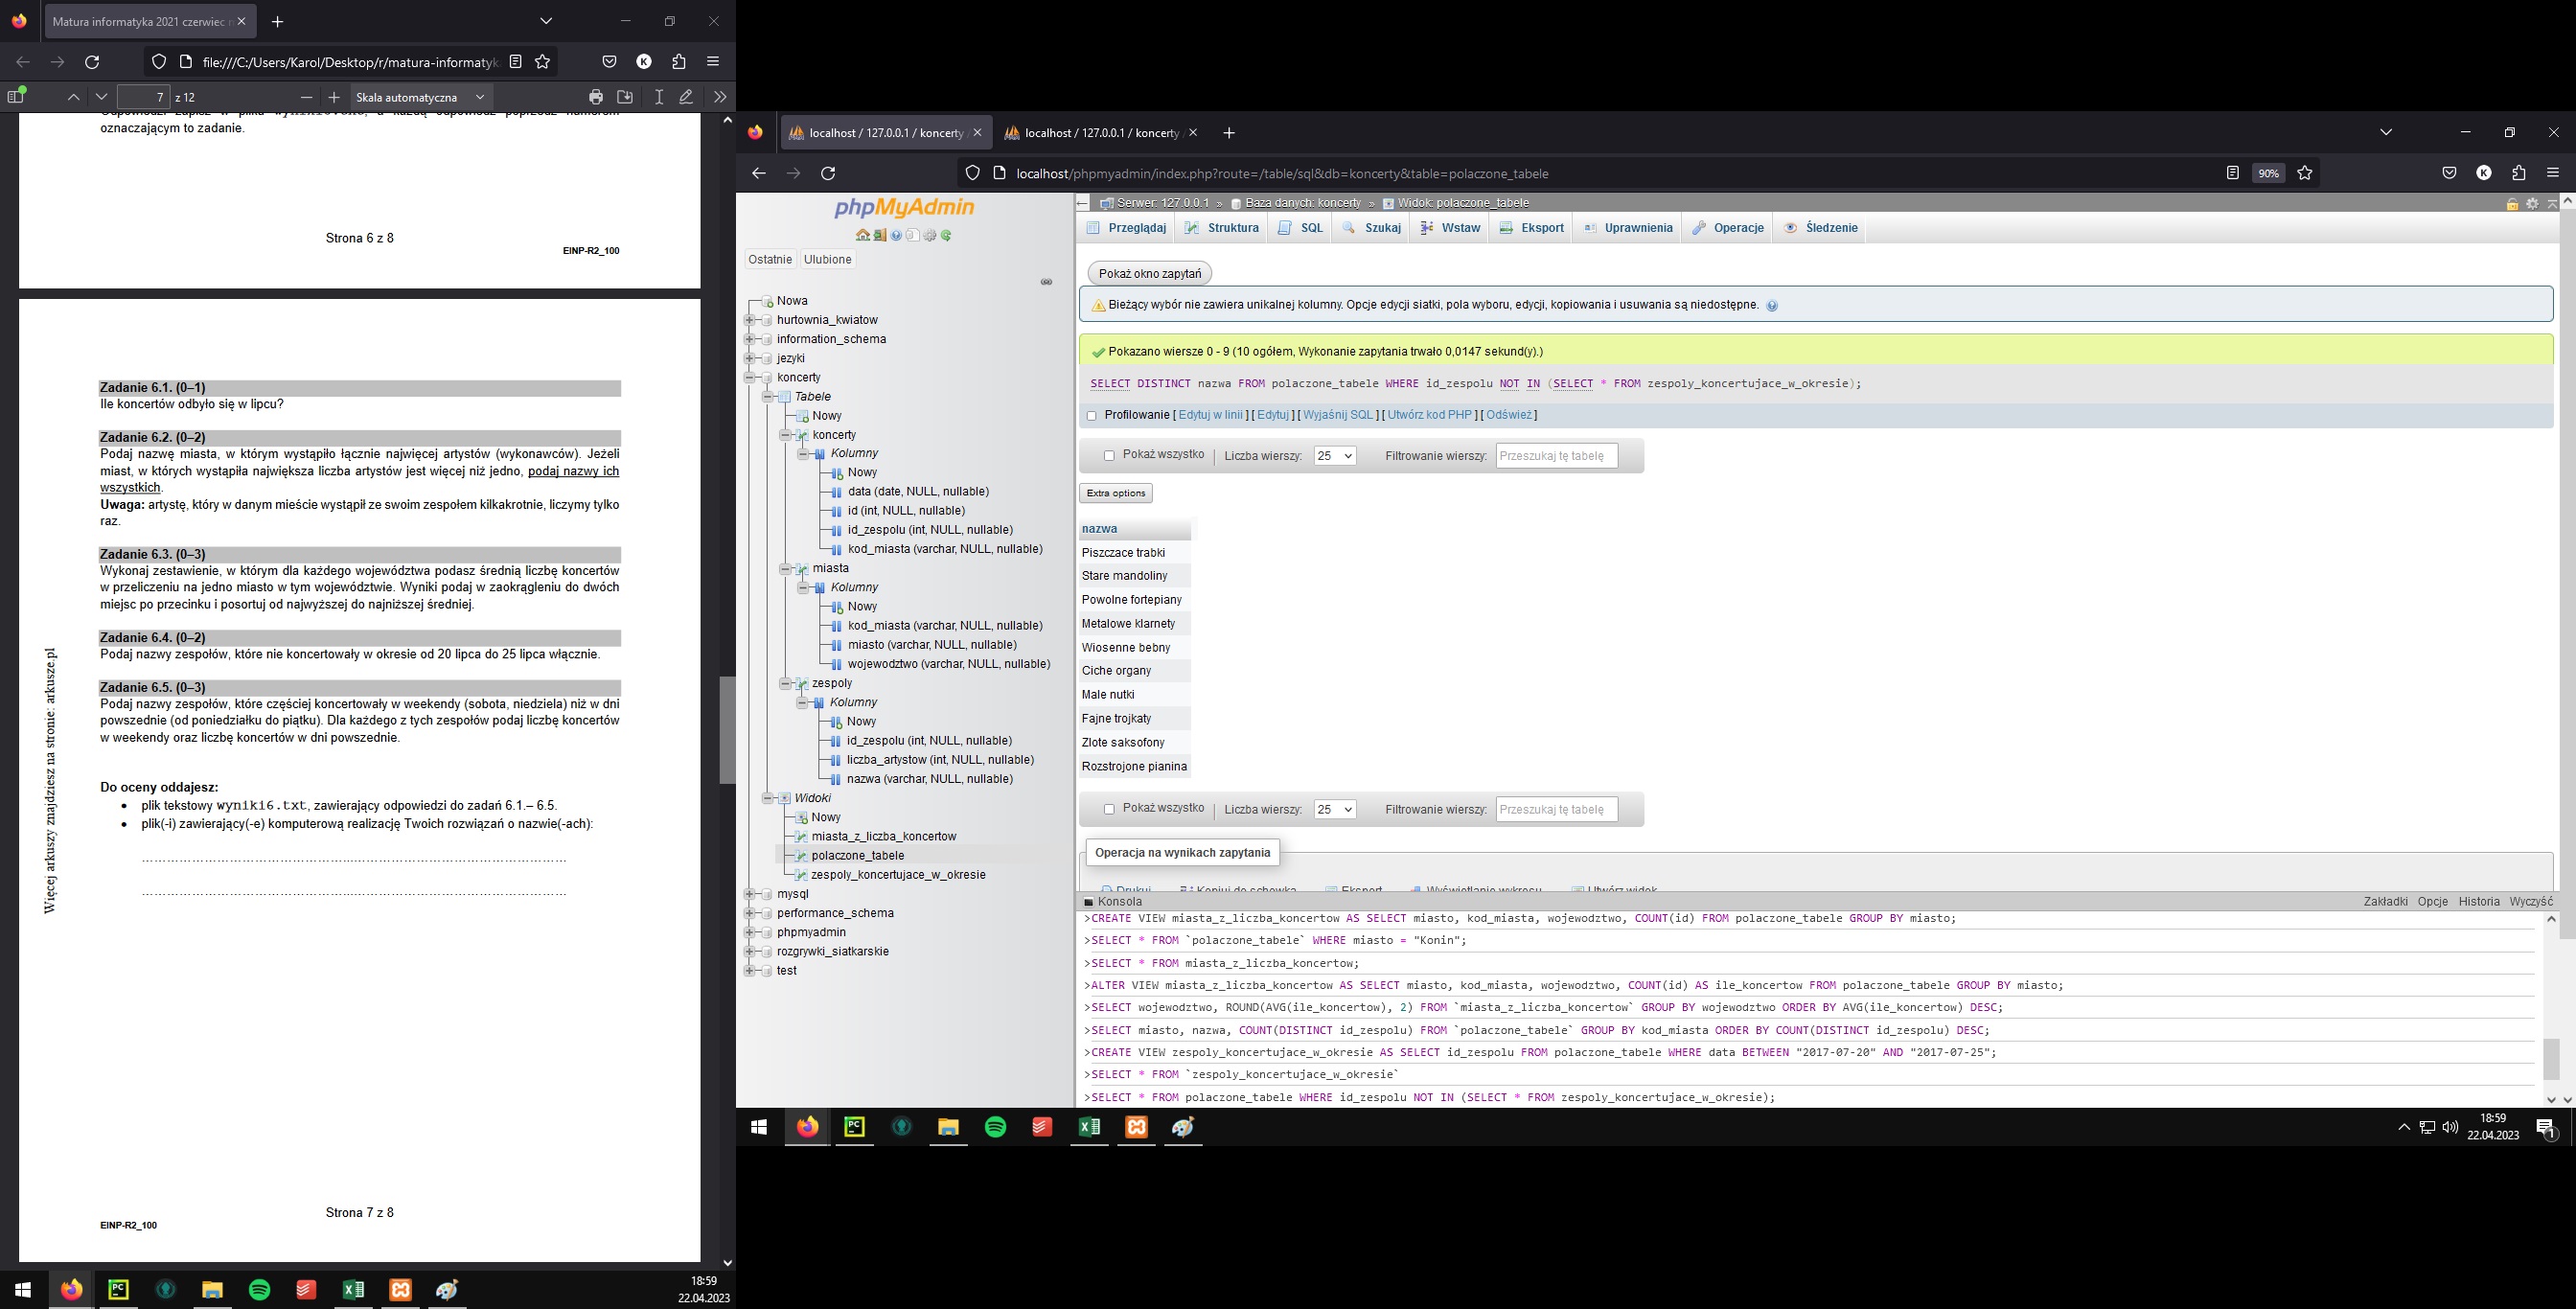 Matura informatyka 2021 czerwiec
file:///C:/Users/Karol/Desktop/r/matura-informatyk
7 z 12
Skala automatyczna
oznaczającym to zadanie.
Strona 6 z 8
EINP-R2_100
Zadanie 6.1. (0–1)
Ile koncertów odbyło się w lipcu?
Zadanie 6.2. (0–2)
Podaj nazwę miasta, w którym wystąpiło łącznie najwięcej artystów (wykonawców). Jeżeli
miast, w których wystąpiła największa liczba artystów jest więcej niż jedno, podaj nazwy ich
wszystkich.
Uwaga: artystę, który w danym mieście wystąpił ze swoim zespołem kilkakrotnie, liczymy tylko
raz.
Zadanie 6.3. (0–3)
Wykonaj zestawienie, w którym dla każdego województwa podasz średnią liczbę koncertów
w przeliczeniu na jedno miasto w tym województwie. Wyniki podaj w zaokrągleniu do dwóch
miejsc po przecinku i posortuj od najwyższej do najniższej średniej.
Zadanie 6.4. (0–2)
Podaj nazwy zespołów, które nie koncertowały w okresie od 20 lipca do 25 lipca włącznie.
Zadanie 6.5. (0–3)
Podaj nazwy zespołów, które częściej koncertowały w weekendy (sobota, niedziela) niż w dni
powszednie (od poniedziałku do piątku). Dla każdego z tych zespołów podaj liczbę koncertów
w weekendy oraz liczbę koncertów w dni powszednie.
Do oceny oddajesz:
• plik tekstowy wyniki6.txt, zawierający odpowiedzi do zadań 6.1.– 6.5.
• plik(-i) zawierający(-e) komputerową realizację Twoich rozwiązań o nazwie(-ach):
Więcej arkuszy znajdziesz na stronie: arkusze.pl
Strona 7 z 8
EINP-R2_100
18:59
22.04.2023
localhost / 127.0.0.1 / koncerty
localhost / 127.0.0.1 / koncerty
localhost/phpmyadmin/index.php?route=/table/sql&db=koncerty&table=polaczone_tabele
90%
phpMyAdmin
Ostatnie Ulubione
Nowa
hurtownia_kwiatow
information_schema
jezyki
koncerty
Tabele
Nowy
koncerty
Kolumny
Nowy
data (date, NULL, nullable)
id (int, NULL, nullable)
id_zespolu (int, NULL, nullable)
kod_miasta (varchar, NULL, nullable)
miasta
Kolumny
Nowy
kod_miasta (varchar, NULL, nullable)
miasto (varchar, NULL, nullable)
wojewodztwo (varchar, NULL, nullable)
zespoly
Kolumny
Nowy
id_zespolu (int, NULL, nullable)
liczba_artystow (int, NULL, nullable)
nazwa (varchar, NULL, nullable)
Widoki
Nowy
miasta_z_liczba_koncertow
polaczone_tabele
zespoly_koncertujace_w_okresie
mysql
performance_schema
phpmyadmin
rozgrywki_siatkarskie
test
Serwer: 127.0.0.1 » Baza danych: koncerty » Widok: polaczone_tabele
Przeglądaj Struktura SQL Szukaj Wstaw Eksport Uprawnienia Operacje Śledzenie
Pokaż okno zapytań
Bieżący wybór nie zawiera unikalnej kolumny. Opcje edycji siatki, pola wyboru, edycji, kopiowania i usuwania są niedostępne.
Pokazano wiersze 0 - 9 (10 ogółem, Wykonanie zapytania trwało 0,0147 sekund(y).)
SELECT DISTINCT nazwa FROM polaczone_tabele WHERE id_zespolu NOT IN (SELECT * FROM zespoly_koncertujace_w_okresie);
Profilowanie [ Edytuj w linii ] [ Edytuj ] [ Wyjaśnij SQL ] [ Utwórz kod PHP ] [ Odśwież ]
Pokaż wszystko | Liczba wierszy: 25 Filtrowanie wierszy: Przeszukaj tę tabelę
Extra options
nazwa
Piszczace trabki
Stare mandoliny
Powolne fortepiany
Metalowe klarnety
Wiosenne bebny
Ciche organy
Male nutki
Fajne trojkaty
Zlote saksofony
Rozstrojone pianina
Pokaż wszystko | Liczba wierszy: 25 Filtrowanie wierszy: Przeszukaj tę tabelę
Operacja na wynikach zapytania
Drukuj Kopiuj do schowka Eksport Wyświetlanie wykresu Utwórz widok
Konsola
Zakładki Opcje Historia Wyczyść
>CREATE VIEW miasta_z_liczba_koncertow AS SELECT miasto, kod_miasta, wojewodztwo, COUNT(id) FROM polaczone_tabele GROUP BY miasto;
>SELECT * FROM `polaczone_tabele` WHERE miasto = "Konin";
>SELECT * FROM miasta_z_liczba_koncertow;
>ALTER VIEW miasta_z_liczba_koncertow AS SELECT miasto, kod_miasta, wojewodztwo, COUNT(id) AS ile_koncertow FROM polaczone_tabele GROUP BY miasto;
>SELECT wojewodztwo, ROUND(AVG(ile_koncertow), 2) FROM `miasta_z_liczba_koncertow` GROUP BY wojewodztwo ORDER BY AVG(ile_koncertow) DESC;
>SELECT miasto, nazwa, COUNT(DISTINCT id_zespolu) FROM `polaczone_tabele` GROUP BY kod_miasta ORDER BY COUNT(DISTINCT id_zespolu) DESC;
>CREATE VIEW zespoly_koncertujace_w_okresie AS SELECT id_zespolu FROM polaczone_tabele WHERE data BETWEEN "2017-07-20" AND "2017-07-25";
>SELECT * FROM `zespoly_koncertujace_w_okresie`
>SELECT * FROM polaczone_tabele WHERE id_zespolu NOT IN (SELECT * FROM zespoly_koncertujace_w_okresie);
18:59
22.04.2023
1